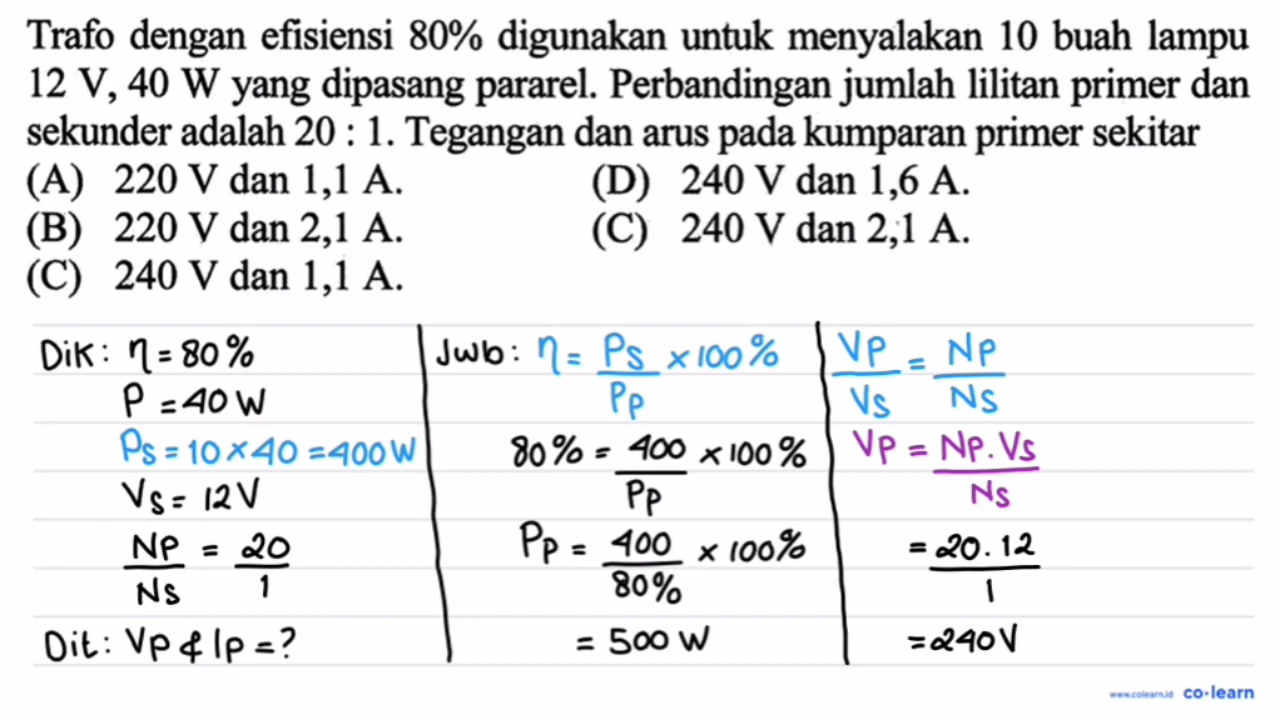 Trafo dengan efisiensi 80% digunakan untuk menyalakan 10 buah lampu
12 V, 40 W yang dipasang pararel. Perbandingan jumlah lilitan primer dan
sekunder adalah 20 : 1. Tegangan dan arus pada kumparan primer sekitar
(A) 220 V dan 1,1 A.
(B) 220 V dan 2,1 A.
(C) 240 V dan 1,1 A.
(D) 240 V dan 1,6 A.
(C) 240 V dan 2,1 A.
Dik: η = 80%
P = 40 W
Ps = 10 × 40 = 400 W
Vs = 12 V
Np/Ns = 20/1
Dit: Vp & Ip = ?
Jwb: η = Ps/Pp × 100%
80% = 400/Pp × 100%
Pp = 400/80% × 100%
= 500 W
Vp/Vs = Np/Ns
Vp = Np.Vs/Ns
= 20.12/1
= 240 V
www.colearn.id co·learn